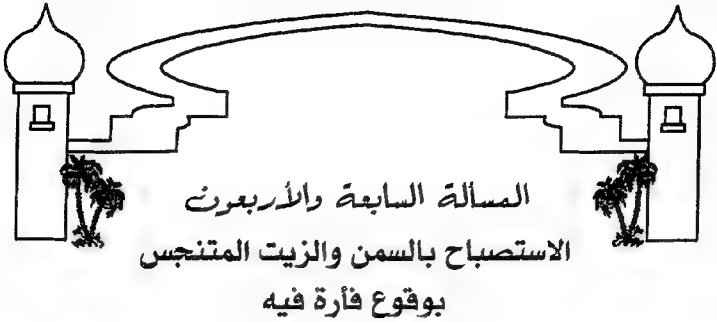 المسألة السابعة والأربعون
الاستصباح بالسمن والزيت المتنجس
بوقوع فأرة فيه